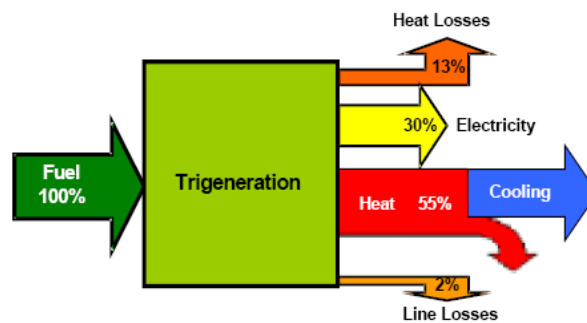 Heat Losses
13%
30% Electricity
Fuel
100%
Trigeneration
Heat 55% Cooling
2%
Line Losses